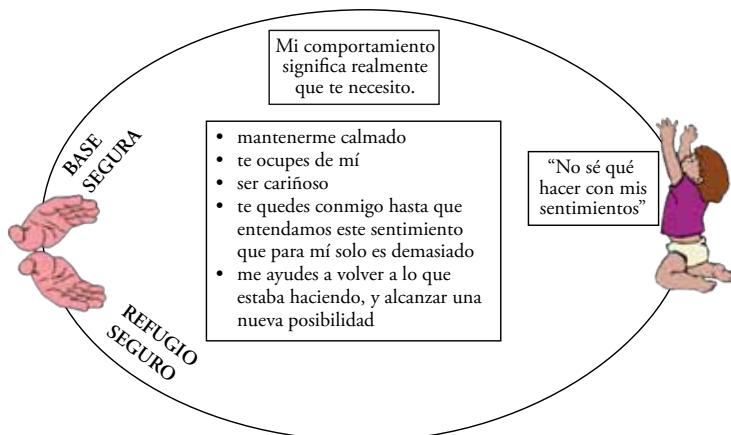 Mi comportamiento
significa realmente
que te necesito.
BASE
SEGURA
• mantenerme calmado
• te ocupes de mí
• ser cariñoso
• te quedes conmigo hasta que
entendamos este sentimiento
que para mí solo es demasiado
• me ayudes a volver a lo que
estaba haciendo, y alcanzar una
nueva posibilidad
“No sé qué
hacer con mis
sentimientos”
REFUGIO
SEGURO